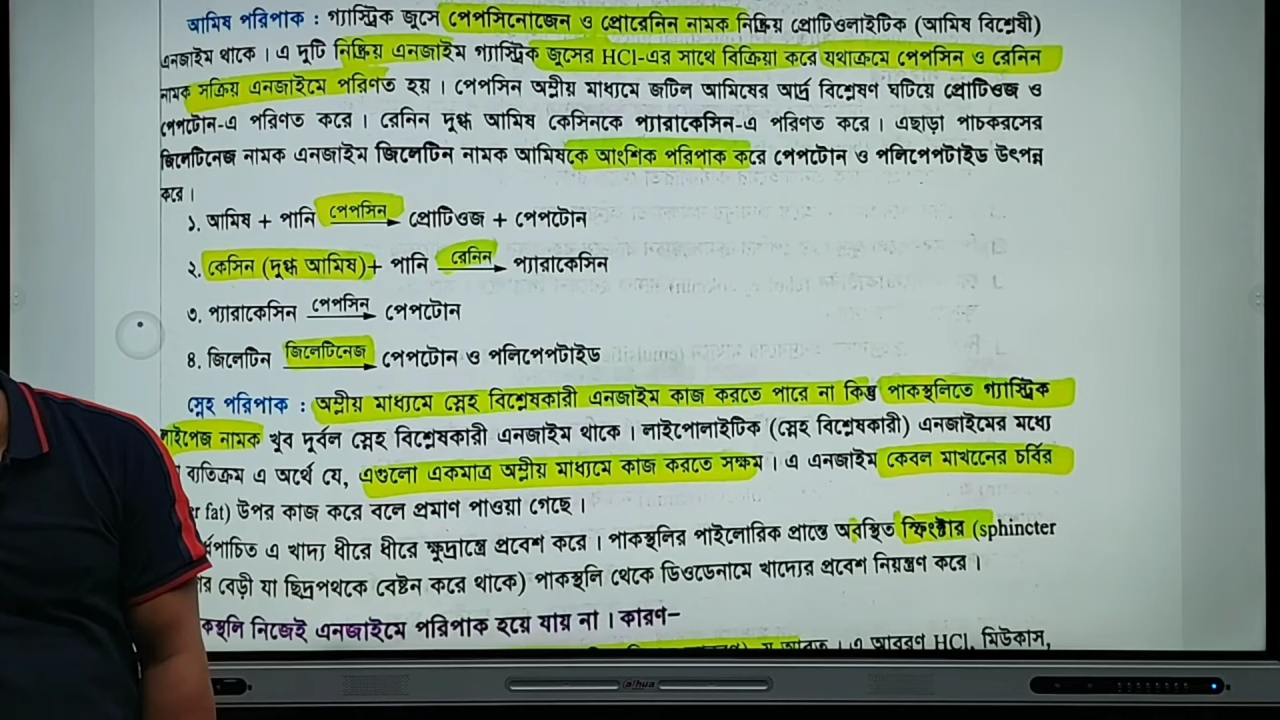 আমিষ পরিপাক : গ্যাস্ট্রিক জুসে পেপসিনোজেন ও প্রোরেনিন নামক নিষ্ক্রিয় প্রোটিওলাইটিক (আমিষ বিশ্লেষী)
এনজাইম থাকে । এ দুটি নিষ্ক্রিয় এনজাইম গ্যাস্ট্রিক জুসের HCl-এর সাথে বিক্রিয়া করে যথাক্রমে পেপসিন ও রেনিন
নামক সক্রিয় এনজাইমে পরিণত হয় । পেপসিন অম্লীয় মাধ্যমে জটিল আমিষের আর্দ্র বিশ্লেষণ ঘটিয়ে প্রোটিওজ ও
পেপটোন-এ পরিণত করে । রেনিন দুগ্ধ আমিষ কেসিনকে প্যারাকেসিন-এ পরিণত করে । এছাড়া পাচকরসের
জিলেটিনেজ নামক এনজাইম জিলেটিন নামক আমিষকে আংশিক পরিপাক করে পেপটোন ও পলিপেপটাইড উৎপন্ন
করে ।
১. আমিষ + পানি পেপসিন প্রোটিওজ + পেপটোন
২. কেসিন (দুগ্ধ আমিষ)+ পানি রেনিন প্যারাকেসিন
৩. প্যারাকেসিন পেপসিন পেপটোন
৪. জিলেটিন জিলেটিনেজ পেপটোন ও পলিপেপটাইড
স্নেহ পরিপাক : অম্লীয় মাধ্যমে স্নেহ বিশ্লেষকারী এনজাইম কাজ করতে পারে না কিন্তু পাকস্থলিতে গ্যাস্ট্রিক
লাইপেজ নামক খুব দুর্বল স্নেহ বিশ্লেষকারী এনজাইম থাকে । লাইপোলাইটিক (স্নেহ বিশ্লেষকারী) এনজাইমের মধ্যে
ব্যতিক্রম এ অর্থে যে, এগুলো একমাত্র অম্লীয় মাধ্যমে কাজ করতে সক্ষম । এ এনজাইম কেবল মাখনের চর্বির
fat) উপর কাজ করে বলে প্রমাণ পাওয়া গেছে ।
এ খাদ্য ধীরে ধীরে ক্ষুদ্রান্ত্রে প্রবেশ করে । পাকস্থলির পাইলোরিক প্রান্তে অবস্থিত স্ফিংক্টার (sphincter
বেড়ী যা ছিদ্রপথকে বেষ্টন করে থাকে) পাকস্থলি থেকে ডিওডেনামে খাদ্যের প্রবেশ নিয়ন্ত্রণ করে ।
নিজেই এনজাইমে পরিপাক হয়ে যায় না । কারণ–
আবৃত । এ আবরণ HCl, মিউকাস,
alhua